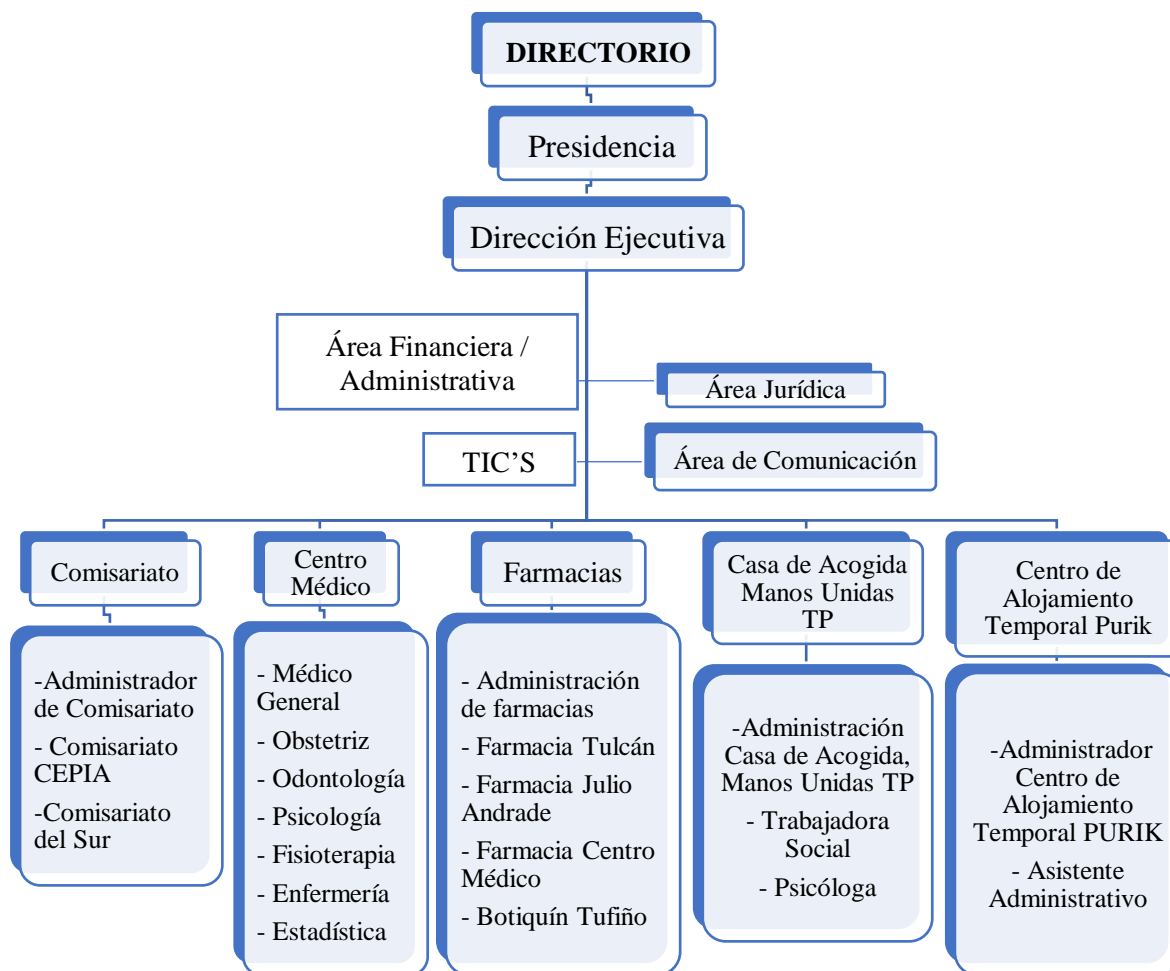 DIRECTORIO
Presidencia
Dirección Ejecutiva
Área Financiera /
Administrativa
Área Jurídica
TIC’S
Área de Comunicación
Comisariato
Centro
Médico
Farmacias
Casa de Acogida
Manos Unidas
TP
Centro de
Alojamiento
Temporal Purik
-Administrador
de Comisariato
- Comisariato
CEPIA
-Comisariato
del Sur
- Médico
General
- Obstetriz
- Odontología
- Psicología
- Fisioterapia
- Enfermería
- Estadística
- Administración
de farmacias
- Farmacia Tulcán
- Farmacia Julio
Andrade
- Farmacia Centro
Médico
- Botiquín Tufiño
-Administración
Casa de Acogida,
Manos Unidas TP
- Trabajadora
Social
- Psicóloga
-Administrador
Centro de
Alojamiento
Temporal PURIK
- Asistente
Administrativo